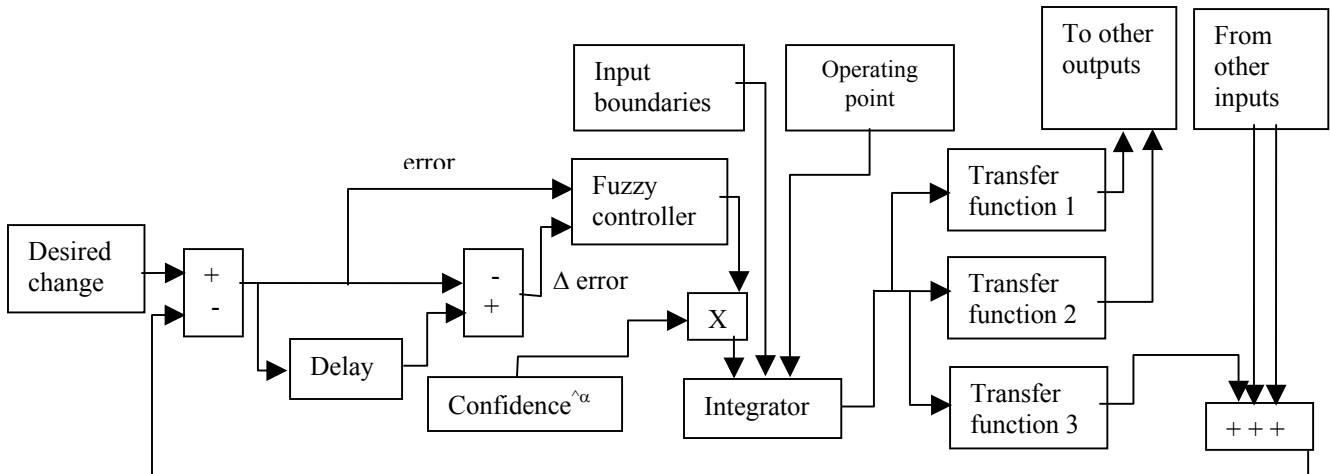 To other
outputs
From
other
inputs
Input
boundaries
Operating
point
error
Fuzzy
controller
Transfer
function 1
Desired
change
+
-
-
+
Δ error
Transfer
function 2
X
Delay
Confidence^α
Integrator
Transfer
function 3
+ + +